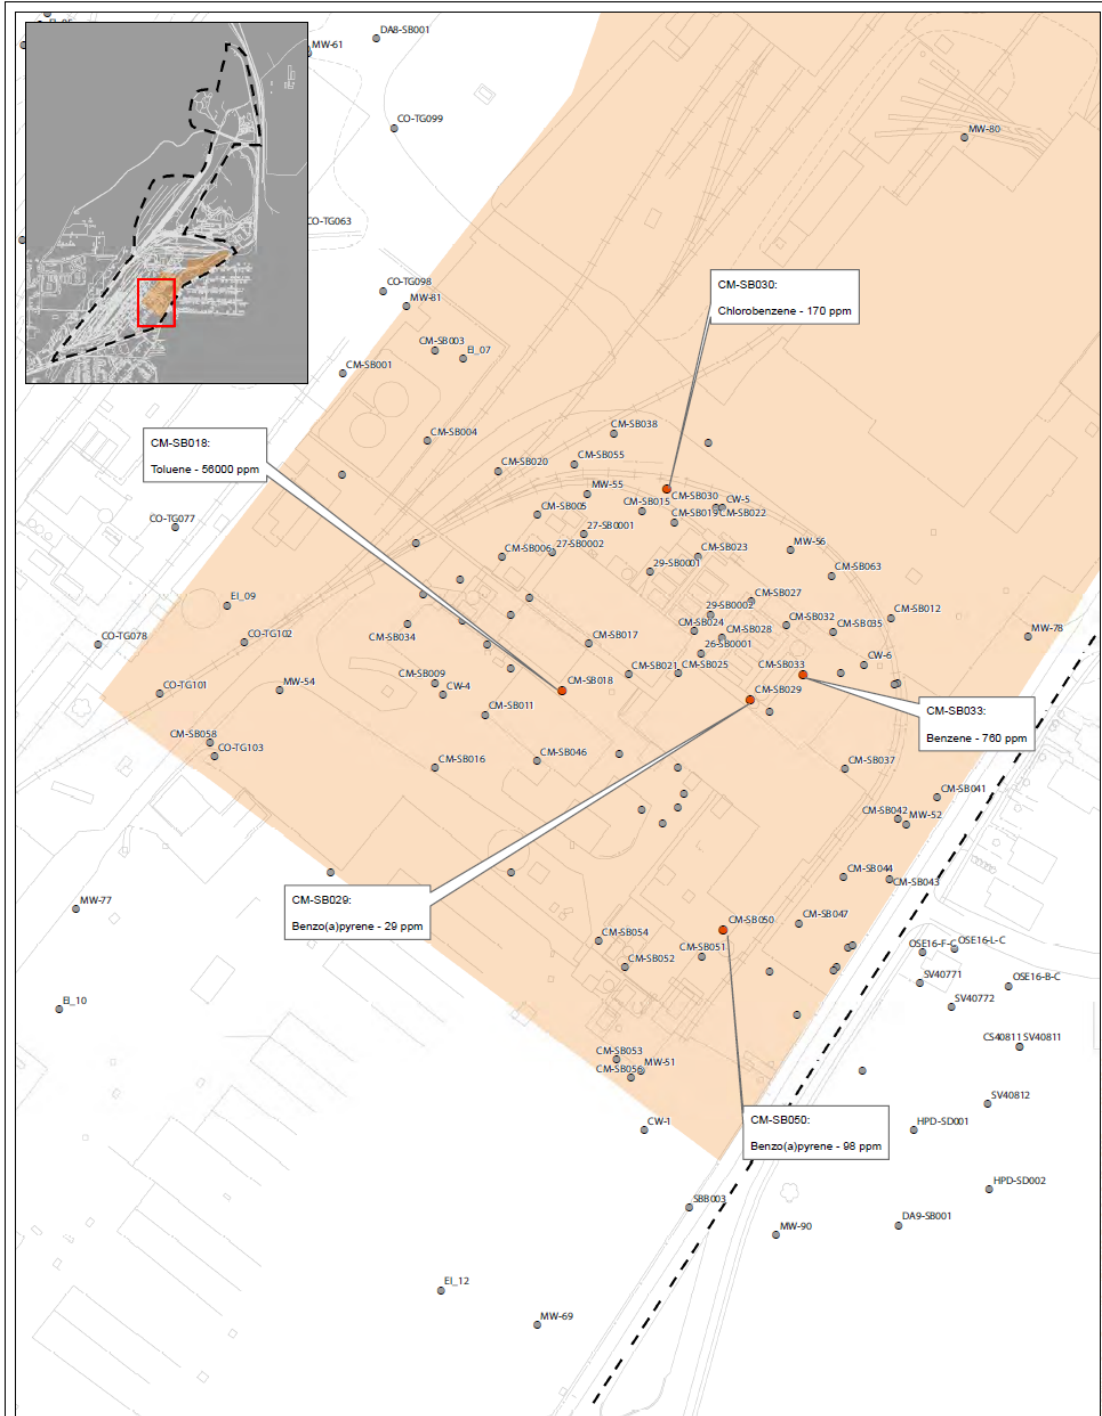 DA8-SB001
MW-61
CO-TG099
MW-80
CO-TG063
CO-TG098
MW-81
CM-SB030:
Chlorobenzene - 170 ppm
CM-SB003
EI_07
CM-SB001
CM-SB018:
Toluene - 56000 ppm
CM-SB004
CM-SB038
CM-SB020
CM-SB055
MW-55
CM-SB030
CM-SB015
CW-5
CM-SB005
CM-SB019
CM-SB022
CO-TG077
27-SB0001
27-SB0002
CM-SB006
CM-SB023
MW-56
29-SB0001
CM-SB063
EI_09
CM-SB027
29-SB0002
CM-SB012
CM-SB034
CM-SB024
CM-SB032
CM-SB035
CO-TG078
CO-TG102
CM-SB017
CM-SB028
26-SB0001
MW-78
CM-SB021
CM-SB025
CM-SB033
CW-6
CO-TG101
MW-54
CM-SB009
CW-4
CM-SB018
CM-SB029
CM-SB011
CM-SB033:
Benzene - 760 ppm
CM-SB058
CO-TG103
CM-SB016
CM-SB046
CM-SB037
CM-SB041
CM-SB042
MW-52
CM-SB044
CM-SB043
CM-SB029:
Benzo(a)pyrene - 29 ppm
MW-77
CM-SB050
CM-SB047
CM-SB054
CM-SB051
CM-SB052
OSE16-F-C
OSE16-L-C
SV40771
OSE16-B-C
SV40772
EI_10
CS40811
SV40811
CM-SB053
CM-SB056
MW-51
SV40812
CW-1
CM-SB050:
Benzo(a)pyrene - 98 ppm
HPD-SD001
HPD-SD002
SBB003
DA9-SB001
MW-90
EI_12
MW-69